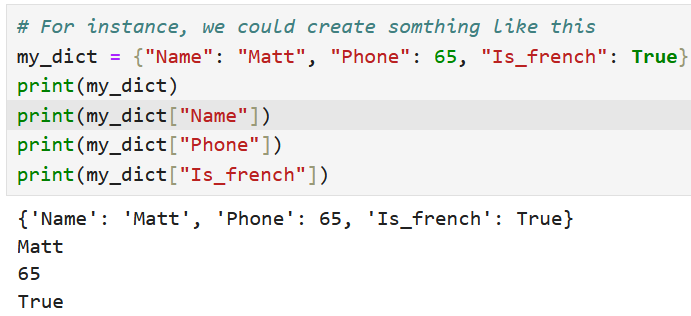 # For instance, we could create somthing like this
my_dict = {"Name": "Matt", "Phone": 65, "Is_french": True}
print(my_dict)
print(my_dict["Name"])
print(my_dict["Phone"])
print(my_dict["Is_french"])
{'Name': 'Matt', 'Phone': 65, 'Is_french': True}
Matt
65
True